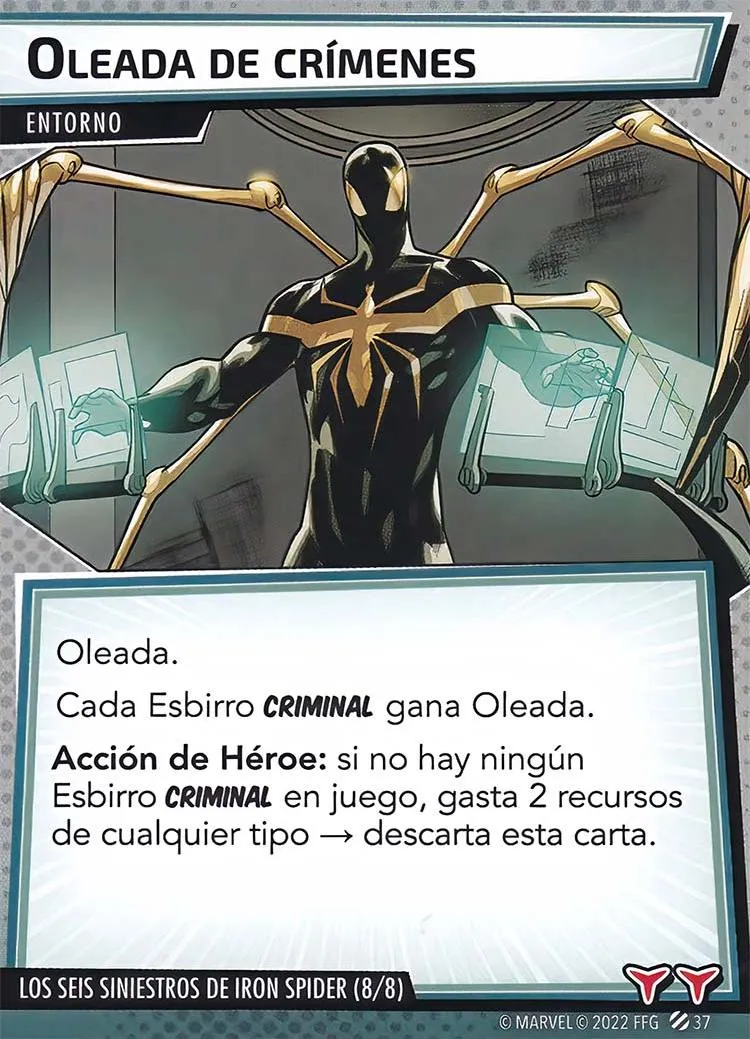 OLEADA DE CRÍMENES
ENTORNO
Oleada.
Cada Esbirro CRIMINAL gana Oleada.
Acción de Héroe: si no hay ningún
Esbirro CRIMINAL en juego, gasta 2 recursos
de cualquier tipo → descarta esta carta.
LOS SEIS SINIESTROS DE IRON SPIDER (8/8)
© MARVEL © 2022 FFG 37